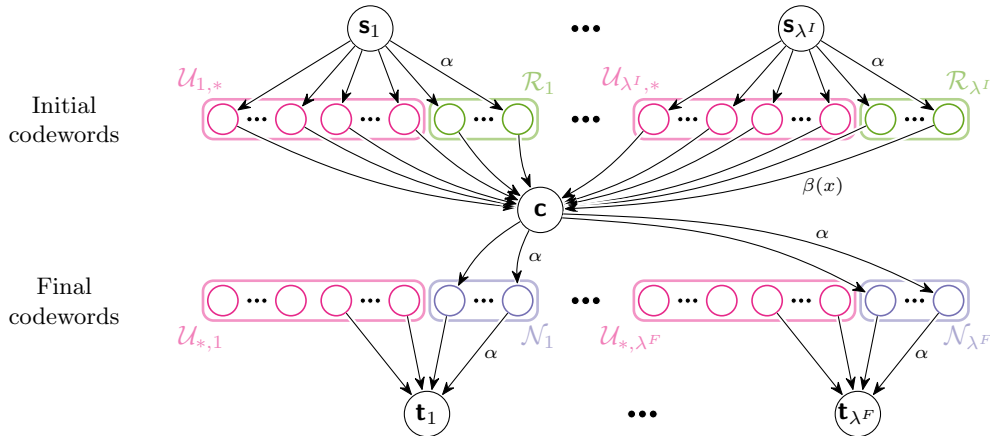 s₁ ••• s_{λ^I}
α α
𝒰_{1,*} ℛ₁ 𝒰_{λ^I,*} ℛ_{λ^I}
Initial
codewords
••• ••• ••• ••• ••• ••• •••
β(x)
c
α α
Final
codewords
••• ••• ••• ••• ••• ••• •••
𝒰_{*,1} α 𝒩₁ 𝒰_{*,λ^F} α 𝒩_{λ^F}
t₁ ••• t_{λ^F}